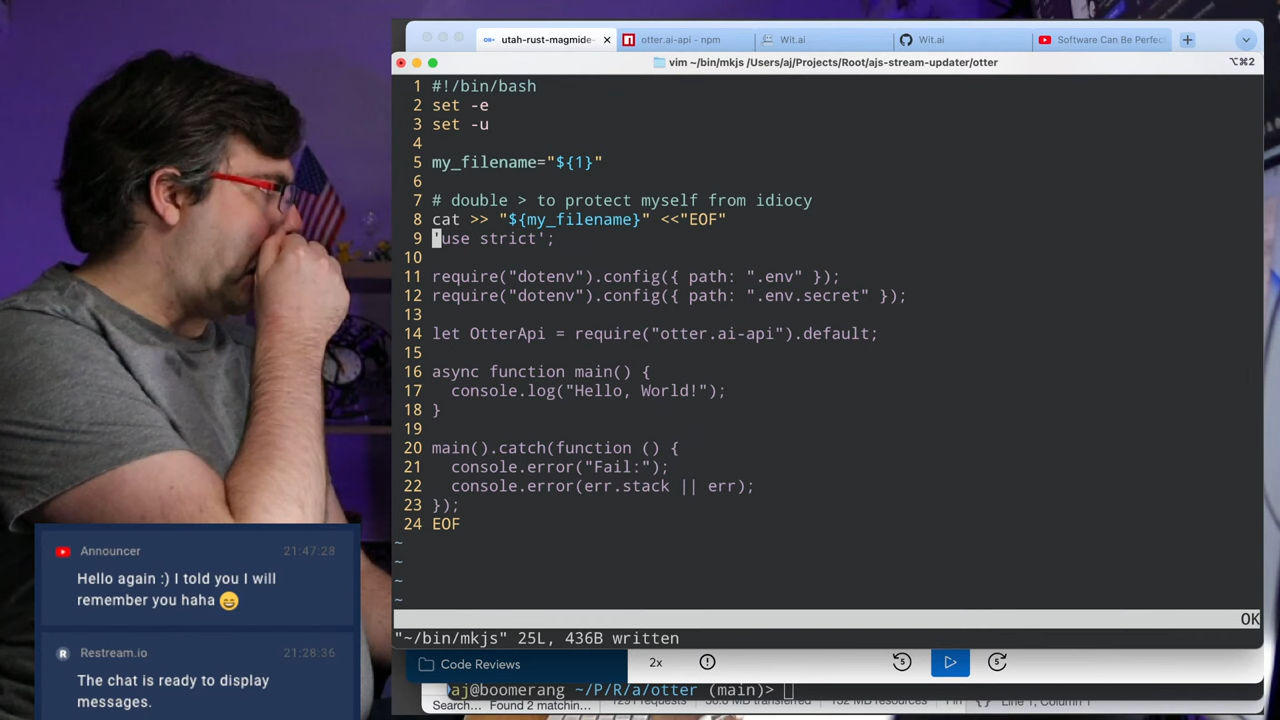 utah-rust-magmide-
otter.ai-api - npm
Wit.ai
Wit.ai
Software Can Be Perfec
vim ~/bin/mkjs /Users/aj/Projects/Root/ajs-stream-updater/otter
⌥⌘2
1 #!/bin/bash
2 set -e
3 set -u
4
5 my_filename="${1}"
6
7 # double > to protect myself from idiocy
8 cat >> "${my_filename}" <<"EOF"
9 'use strict';
10
11 require("dotenv").config({ path: ".env" });
12 require("dotenv").config({ path: ".env.secret" });
13
14 let OtterApi = require("otter.ai-api").default;
15
16 async function main() {
17   console.log("Hello, World!");
18 }
19
20 main().catch(function () {
21   console.error("Fail:");
22   console.error(err.stack || err);
23 });
24 EOF
~
~
~
~
OK
"~/bin/mkjs" 25L, 436B written
Code Reviews
2x
5
5
aj@boomerang ~/P/R/a/otter (main)>
Search... Found 2 matchin...
Line 1, Column 1
Announcer 21:47:28
Hello again :) I told you I will
remember you haha 😄
R Restream.io 21:28:36
The chat is ready to display
messages.